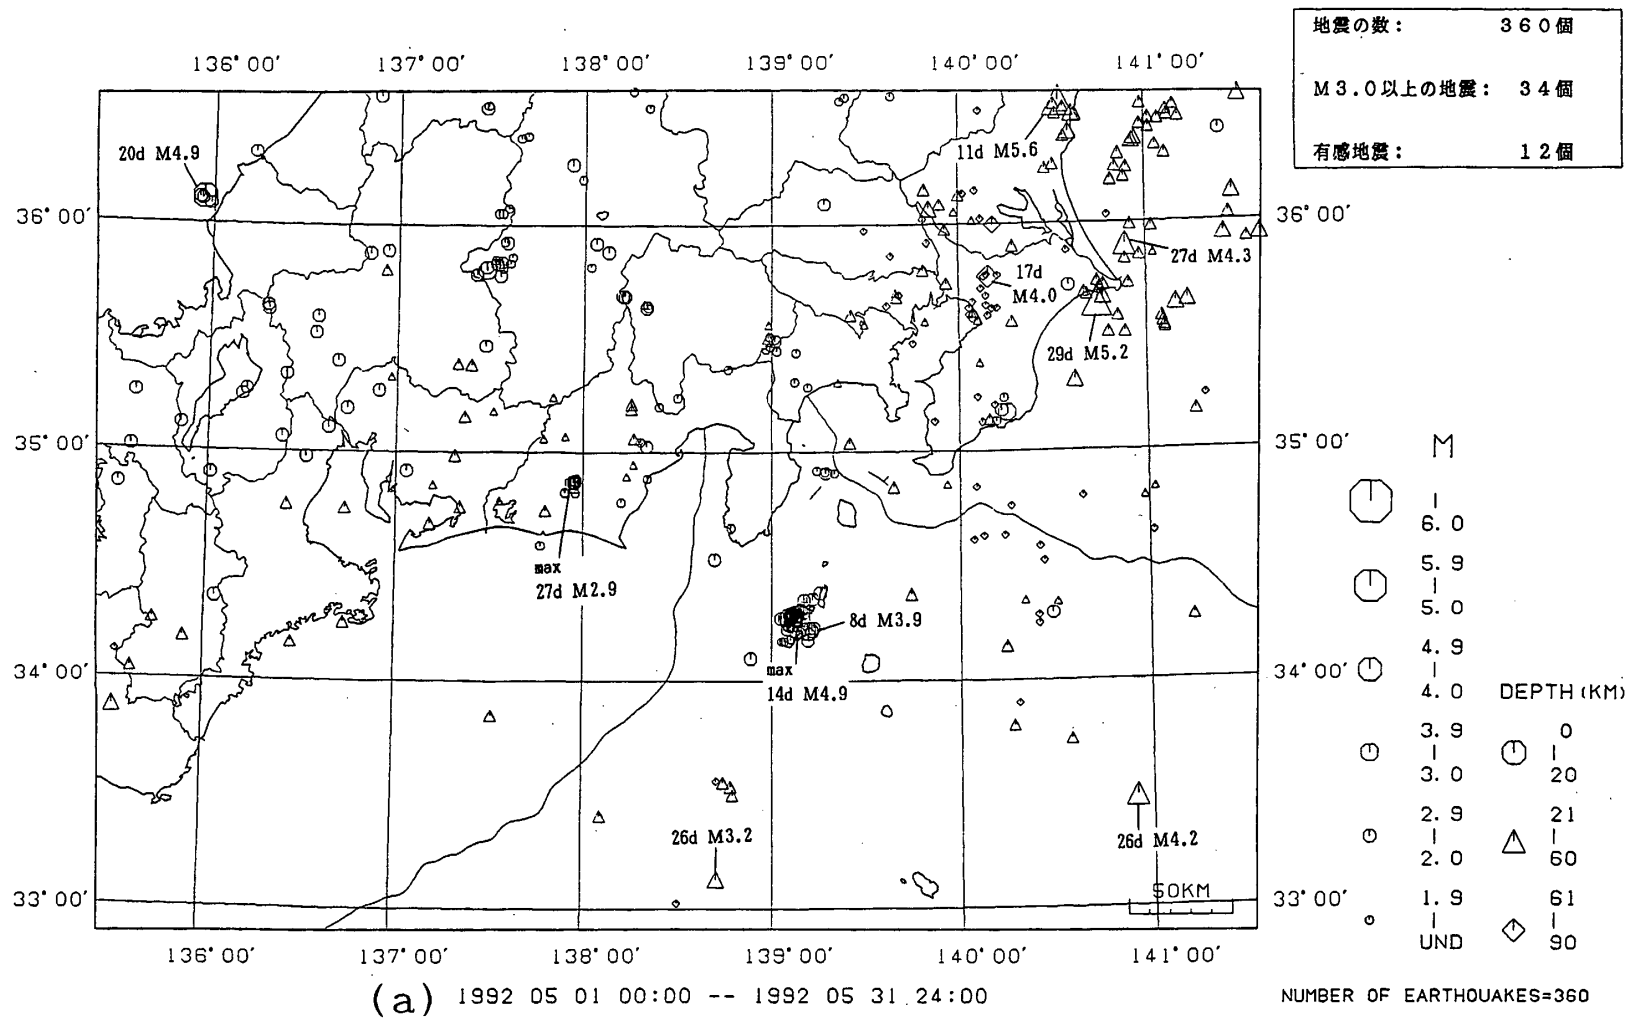 地震の数： 360個
M3.0以上の地震： 34個
有感地震： 12個
136°00′ 137°00′ 138°00′ 139°00′ 140°00′ 141°00′
20d M4.9
11d M5.6
36°00′ 36°00′
27d M4.3
17d
M4.0
29d M5.2
35°00′ 35°00′
max
27d M2.9
8d M3.9
max
14d M4.9
34°00′ 34°00′
26d M3.2
26d M4.2
50KM
33°00′ 33°00′
136°00′ 137°00′ 138°00′ 139°00′ 140°00′ 141°00′
(a) 1992 05 01 00:00 -- 1992 05 31 24:00
M
I
6.0
5.9
I
5.0
4.9
I
4.0
3.9
I
3.0
2.9
I
2.0
1.9
I
UND
DEPTH(KM)
0
I
20
21
I
60
61
I
90
NUMBER OF EARTHOUAKES=360